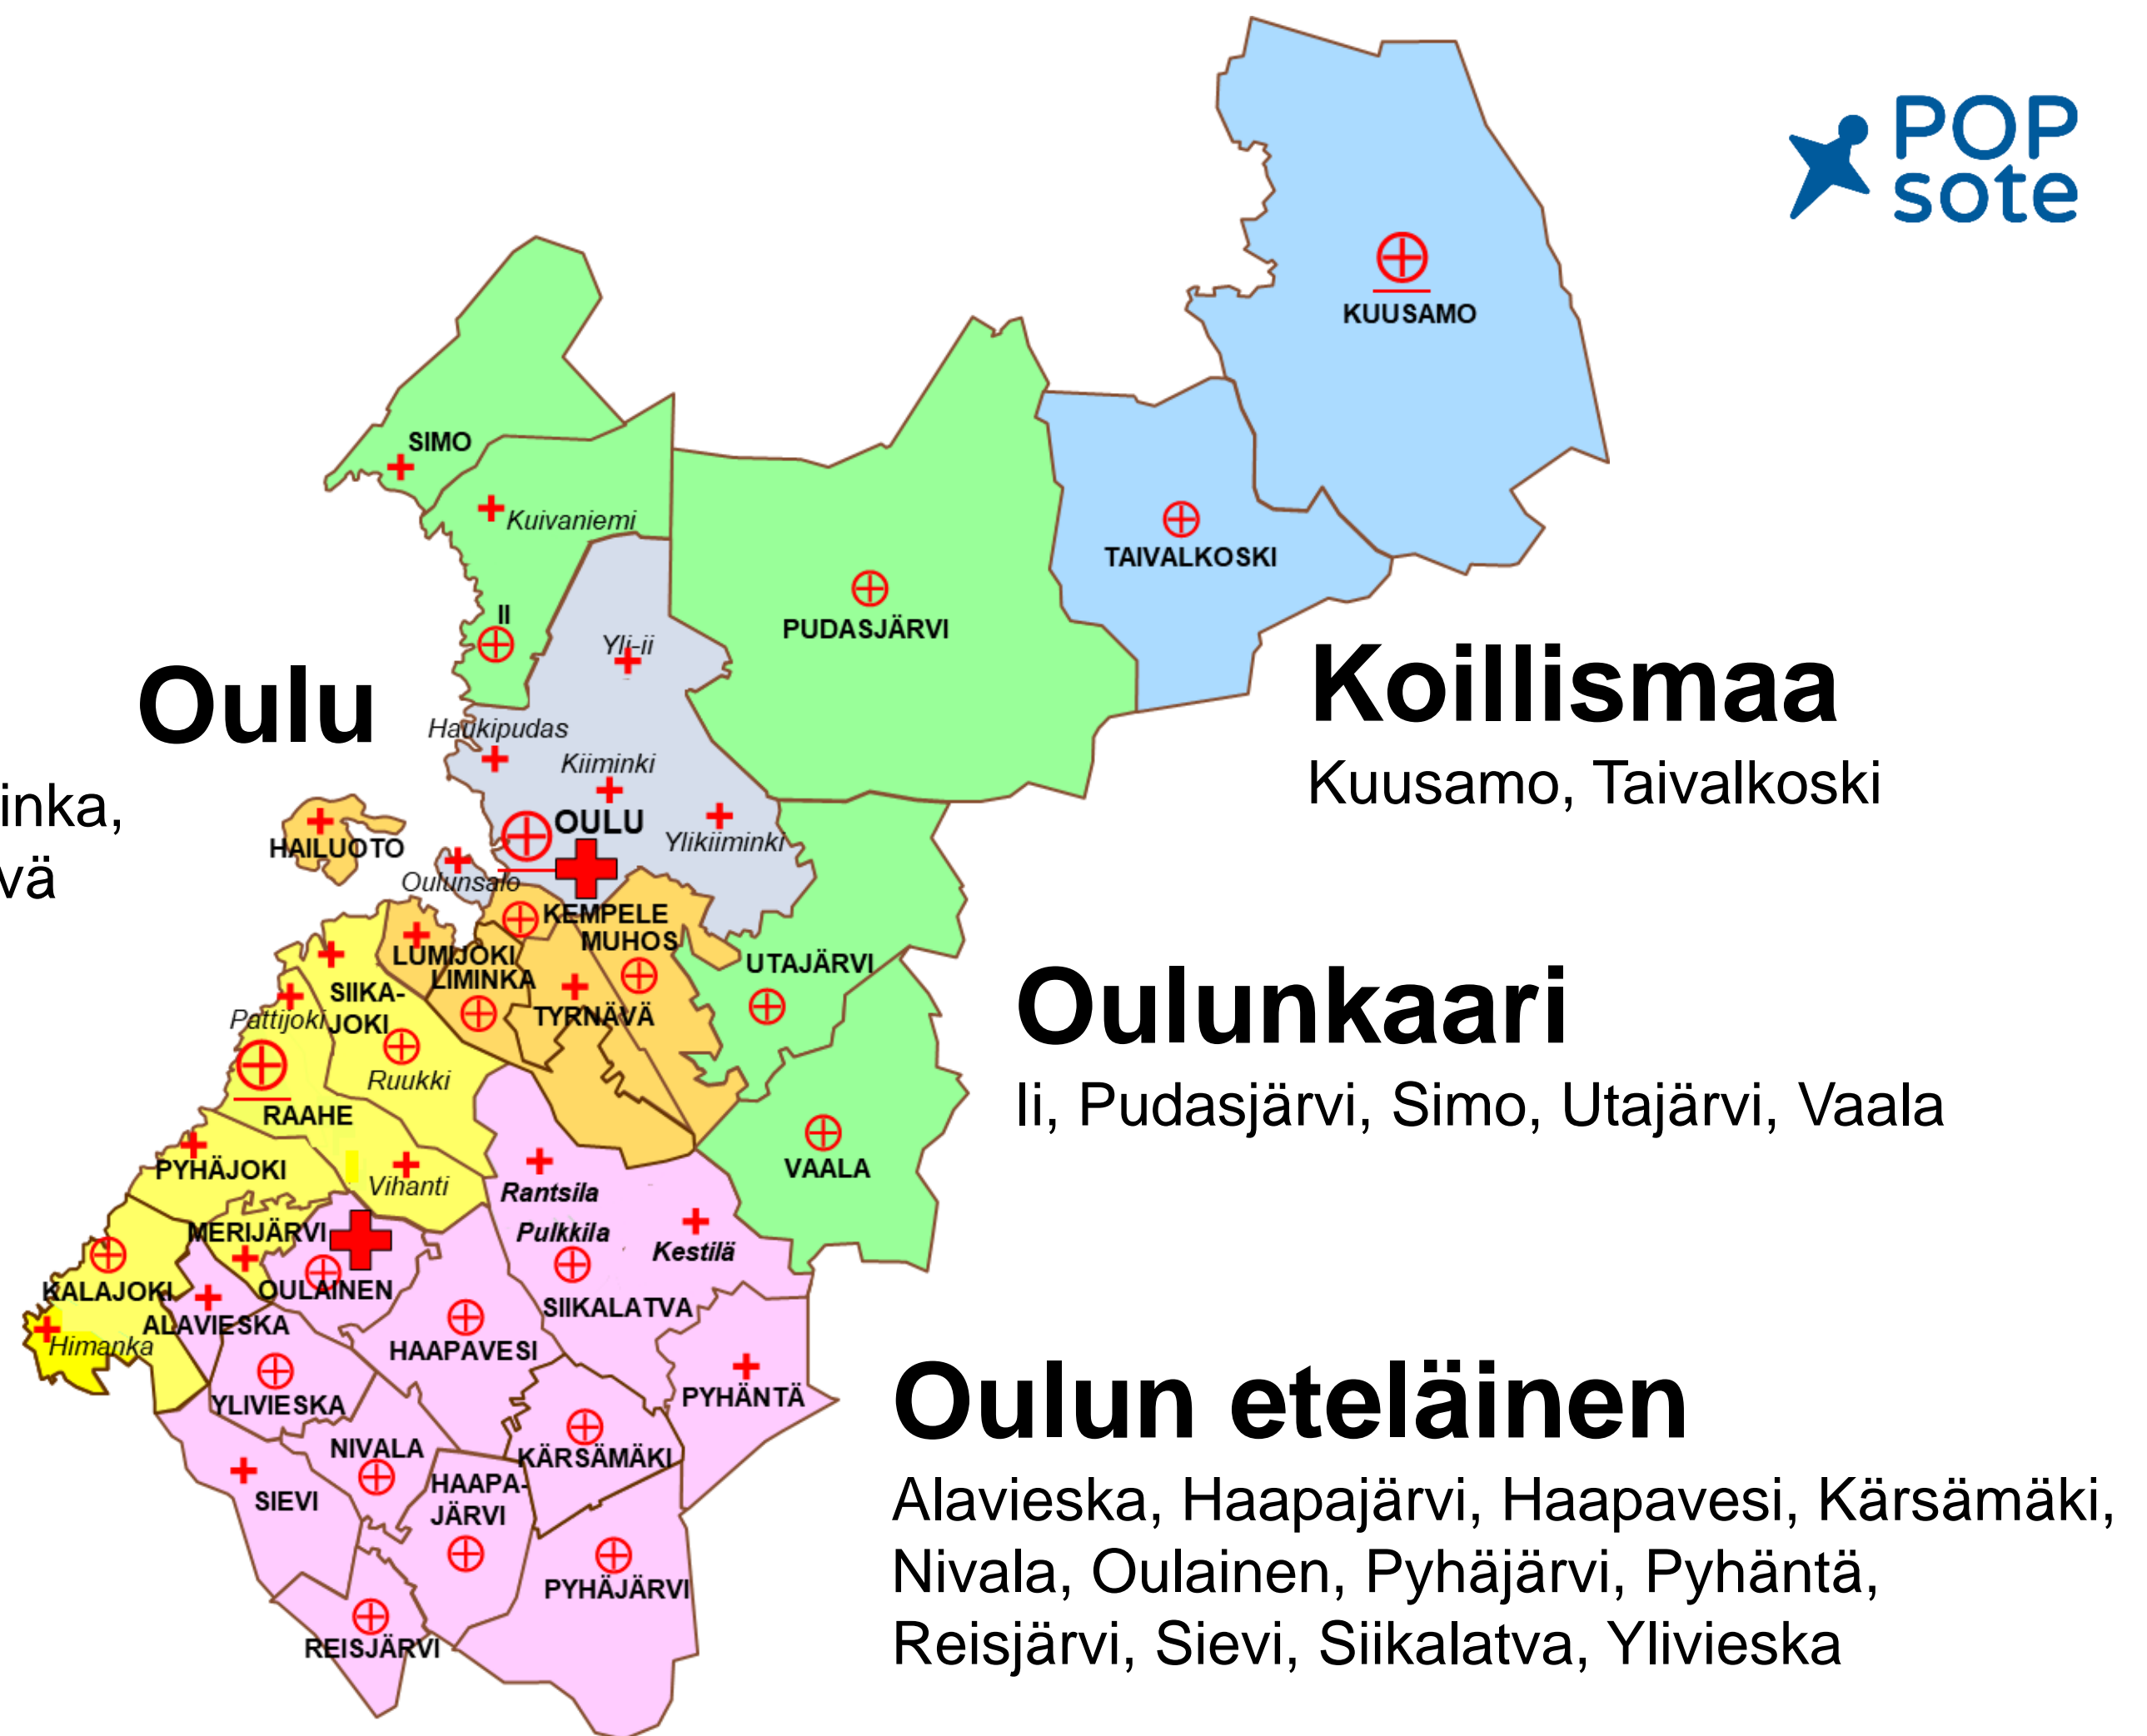 POP
sote
KUUSAMO
SIMO
Kuivaniemi
TAIVALKOSKI
II
PUDASJÄRVI
Yli-ii
Koillismaa
Kuusamo, Taivalkoski
Oulu
inka,
vä
Haukipudas
Kiiminki
OULU
Ylikiiminki
HAILUOTO
Oulunsalo
KEMPELE
MUHOS
LUMIJOKI
LIMINKA
TYRNÄVÄ
UTAJÄRVI
Oulunkaari
Ii, Pudasjärvi, Simo, Utajärvi, Vaala
SIIKA-
JOKI
Pattijoki
Ruukki
RAAHE
VAALA
PYHÄJOKI
Vihanti
Rantsila
Pulkkila
Kestilä
MERIJÄRVI
KALAJOKI
OULAINEN
SIIKALATVA
ALAVIESKA
Himanka
HAAPAVESI
PYHÄNTÄ
YLIVIESKA
NIVALA
KÄRSÄMÄKI
SIEVI
HAAPA-
JÄRVI
PYHÄJÄRVI
REISJÄRVI
Oulun eteläinen
Alavieska, Haapajärvi, Haapavesi, Kärsämäki,
Nivala, Oulainen, Pyhäjärvi, Pyhäntä,
Reisjärvi, Sievi, Siikalatva, Ylivieska